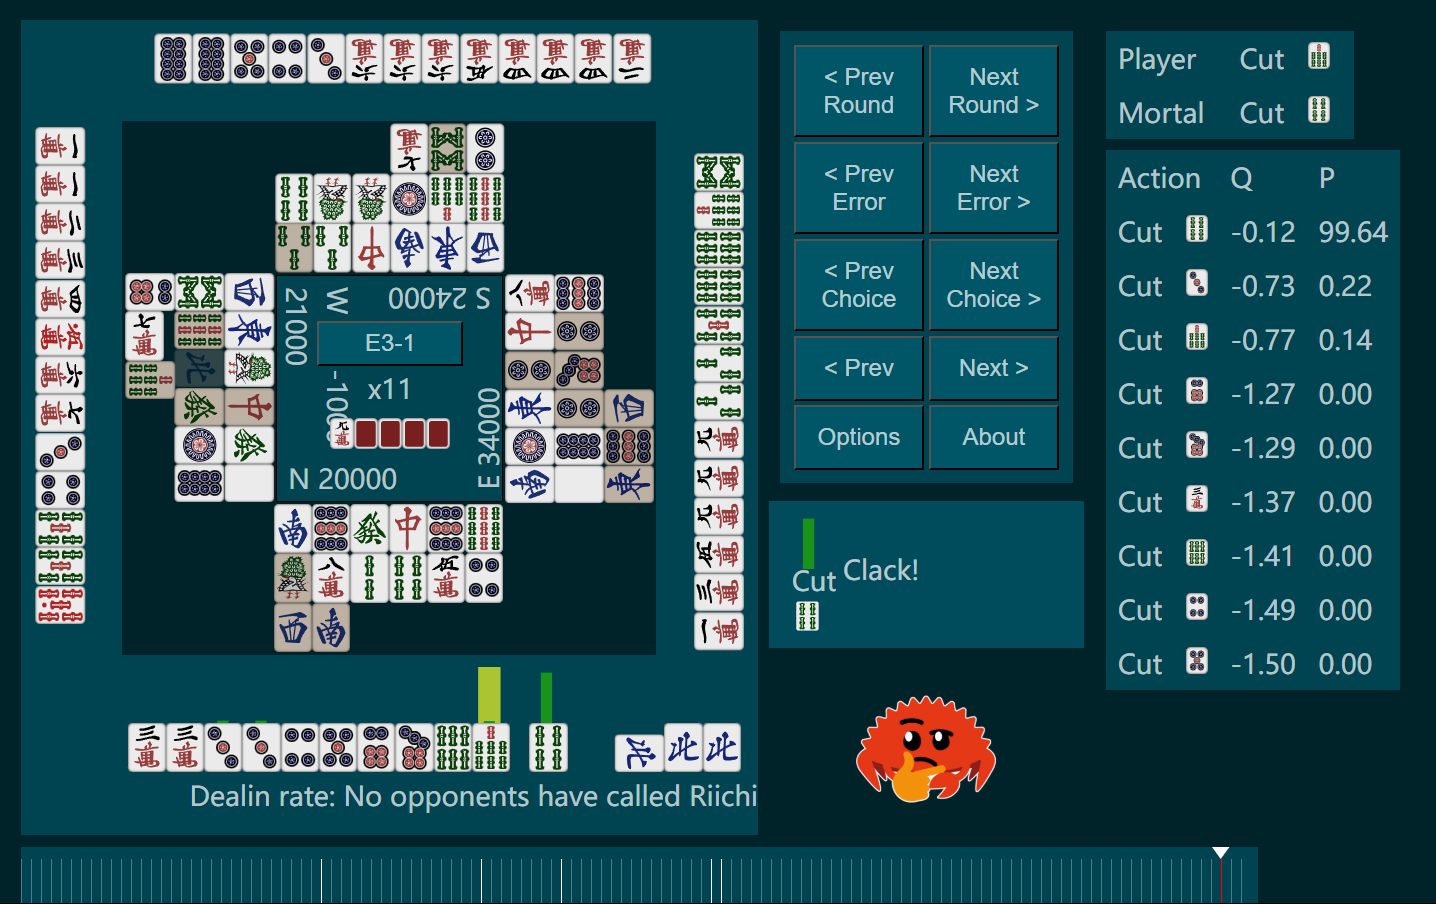 < Prev Round
Next Round >
< Prev Error
Next Error >
< Prev Choice
Next Choice >
< Prev
Next >
Options
About
Player Cut
Mortal Cut
Action Q P
Cut -0.12 99.64
Cut -0.73 0.22
Cut -0.77 0.14
Cut -1.27 0.00
Cut -1.29 0.00
Cut -1.37 0.00
Cut -1.41 0.00
Cut -1.49 0.00
Cut -1.50 0.00
S 24000
W 21000
E3-1
x11
E 34000
N 20000
Cut
Clack!
Dealin rate: No opponents have called Riichi